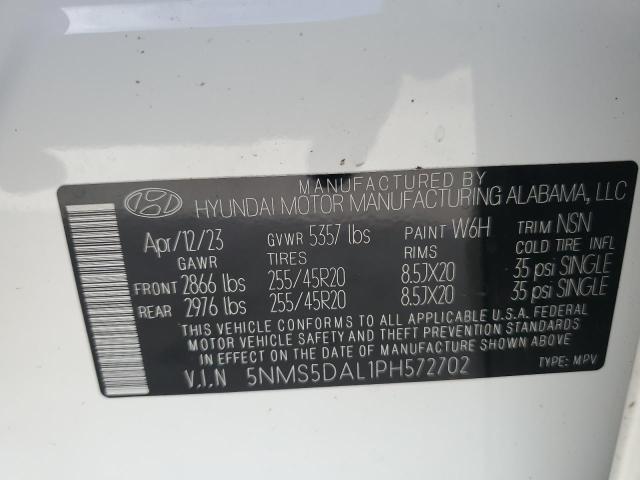 MANUFACTURED BY
HYUNDAI MOTOR MANUFACTURING ALABAMA, LLC
Apr/12/23 GVWR 5357 lbs PAINT W6H TRIM NSN
GAWR TIRES RIMS COLD TIRE INFL
FRONT 2866 lbs 255/45R20 8.5JX20 35 psi SINGLE
REAR 2976 lbs 255/45R20 8.5JX20 35 psi SINGLE
THIS VEHICLE CONFORMS TO ALL APPLICABLE U.S.A. FEDERAL
MOTOR VEHICLE SAFETY AND THEFT PREVENTION STANDARDS
IN EFFECT ON THE DATE OF MANUFACTURE SHOWN ABOVE
V.I.N 5NMS5DAL1PH572702 TYPE: MPV